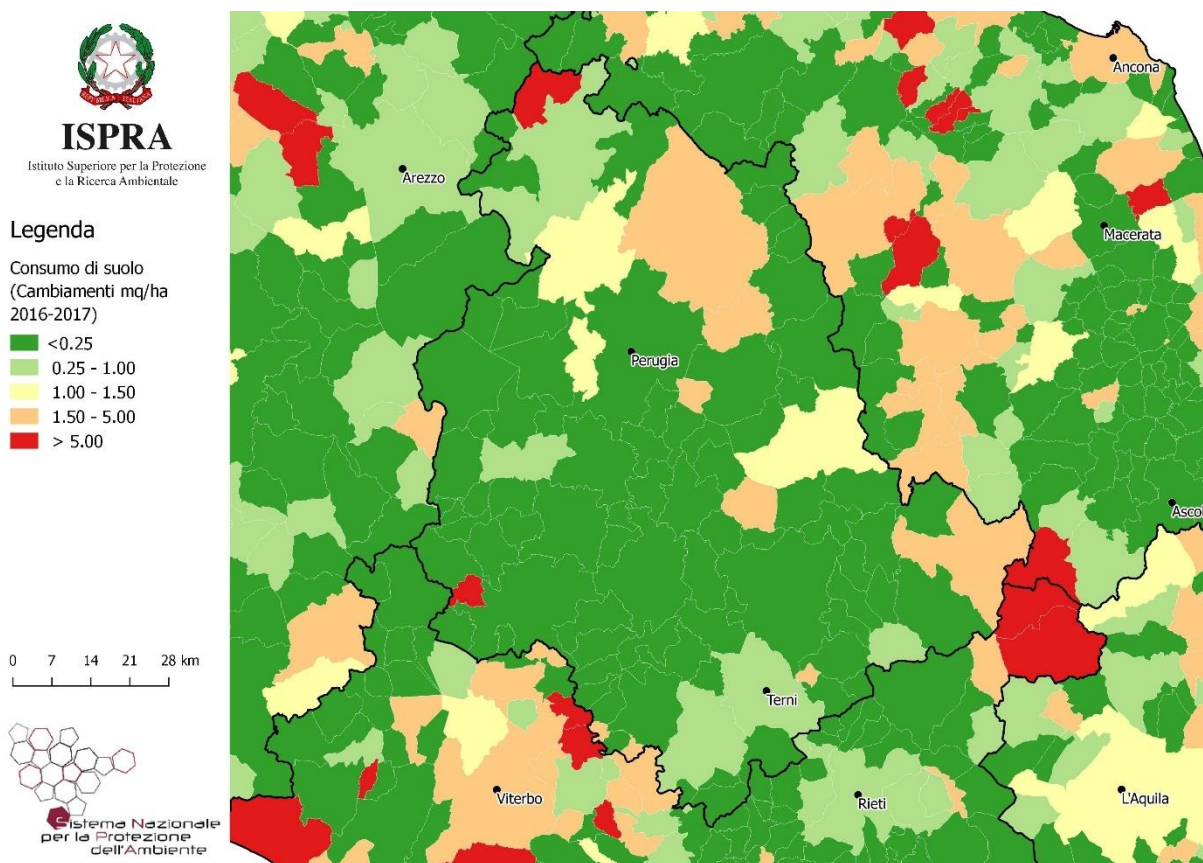 ISPRA
Istituto Superiore per la Protezione
e la Ricerca Ambientale
Legenda
Consumo di suolo
(Cambiamenti mq/ha
2016-2017)
<0.25
0.25 - 1.00
1.00 - 1.50
1.50 - 5.00
> 5.00
0 7 14 21 28 km
Sistema Nazionale
per la Protezione
dell'Ambiente
Ancona
Arezzo
Macerata
Perugia
Ascol
Terni
Viterbo
Rieti
L'Aquila